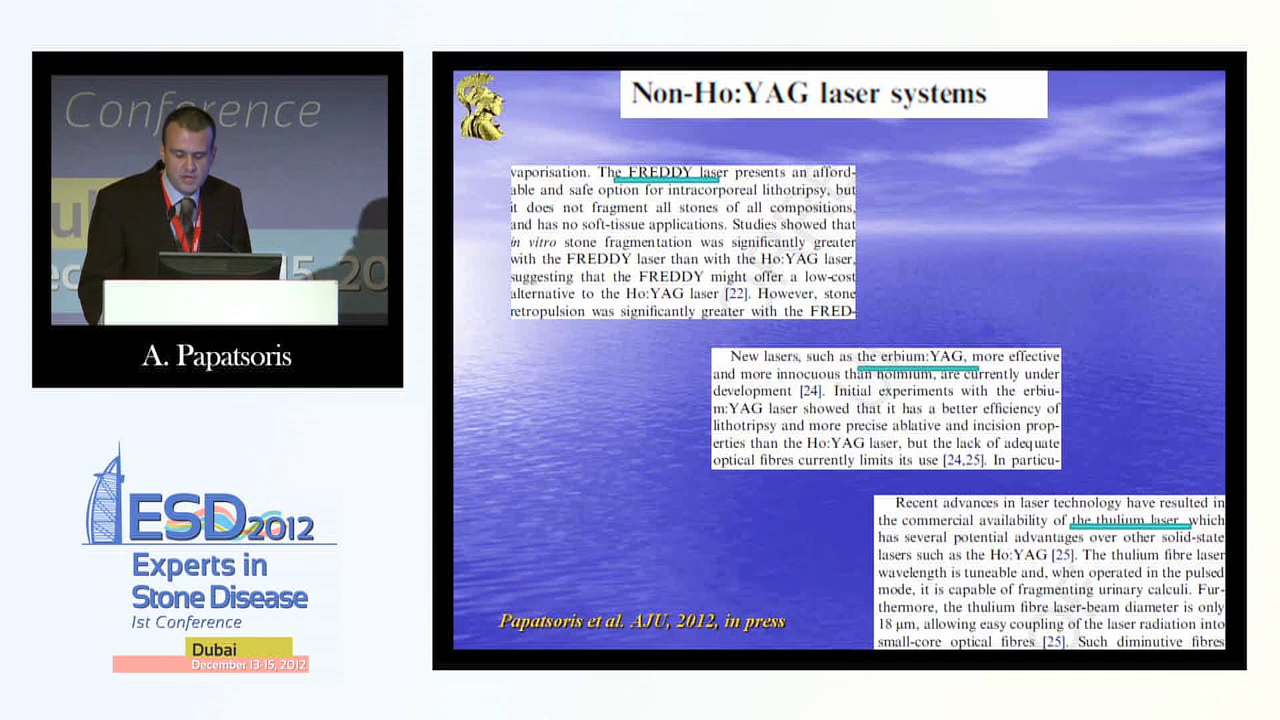 Conference
15, 20
A. Papatsoris
ESD2012
Experts in
Stone Disease
1st Conference
Dubai
December 13-15, 2012
Non-Ho:YAG laser systems
vaporisation. The FREDDY laser presents an afford-
able and safe option for intracorporeal lithotripsy, but
it does not fragment all stones of all compositions,
and has no soft-tissue applications. Studies showed that
in vitro stone fragmentation was significantly greater
with the FREDDY laser than with the Ho:YAG laser,
suggesting that the FREDDY might offer a low-cost
alternative to the Ho:YAG laser [22]. However, stone
retropulsion was significantly greater with the FRED-
New lasers, such as the erbium:YAG, more effective
and more innocuous than holmium, are currently under
development [24]. Initial experiments with the erbiu-
m:YAG laser showed that it has a better efficiency of
lithotripsy and more precise ablative and incision prop-
erties than the Ho:YAG laser, but the lack of adequate
optical fibres currently limits its use [24,25]. In particu-
Recent advances in laser technology have resulted in
the commercial availability of the thulium laser, which
has several potential advantages over other solid-state
lasers such as the Ho:YAG [25]. The thulium fibre laser
wavelength is tuneable and, when operated in the pulsed
mode, it is capable of fragmenting urinary calculi. Fur-
thermore, the thulium fibre laser-beam diameter is only
18 μm, allowing easy coupling of the laser radiation into
small-core optical fibres [25]. Such diminutive fibres
Papatsoris et al. AJU, 2012, in press